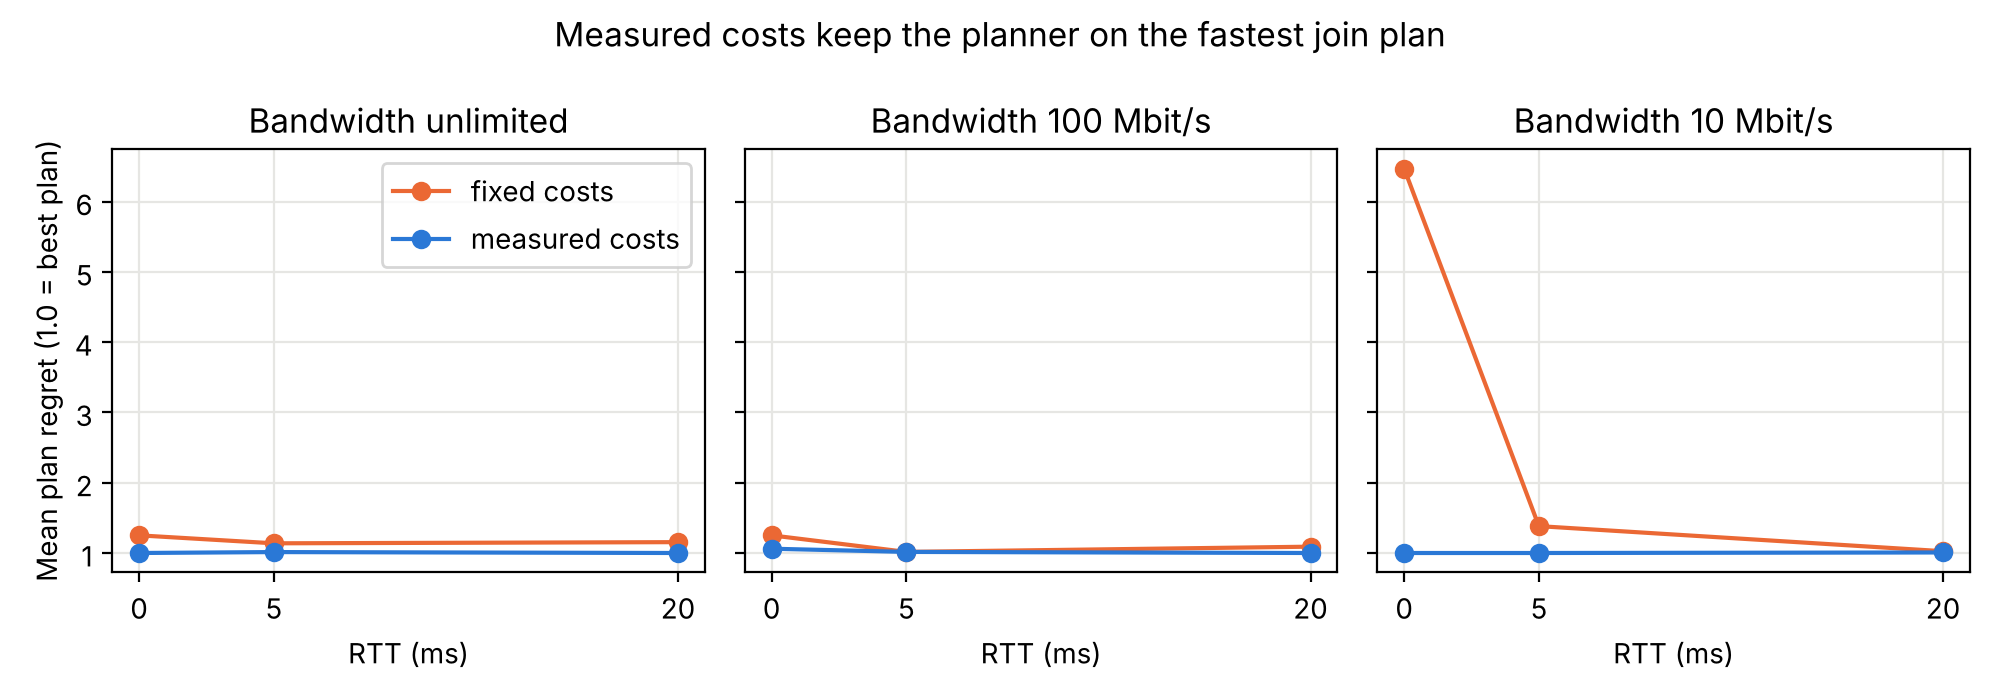 Measured costs keep the planner on the fastest join plan
Bandwidth unlimited
Bandwidth 100 Mbit/s
Bandwidth 10 Mbit/s
Mean plan regret (1.0 = best plan)
6
5
4
3
2
1
fixed costs
measured costs
0 5 20
0 5 20
0 5 20
RTT (ms)
RTT (ms)
RTT (ms)